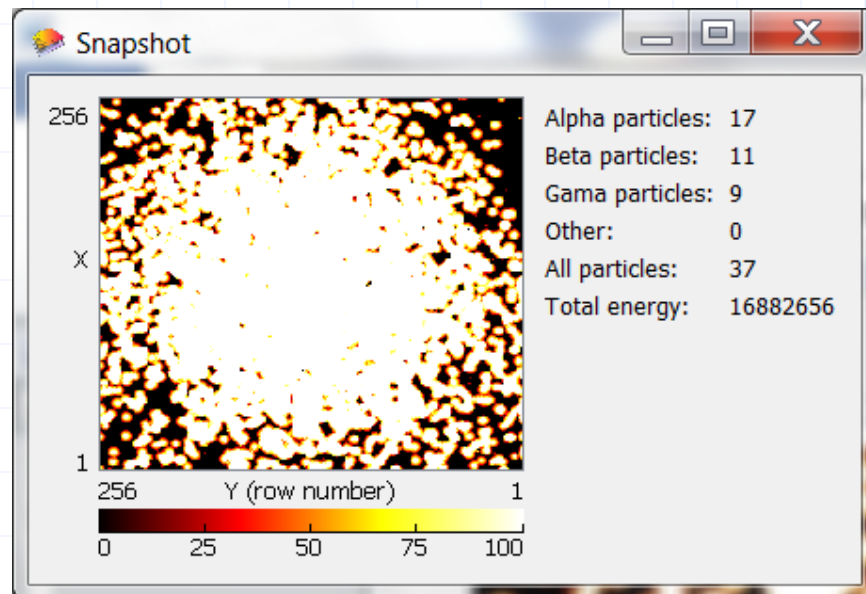 Snapshot
256
X
1
256 Y (row number) 1
0 25 50 75 100
Alpha particles: 17
Beta particles: 11
Gama particles: 9
Other: 0
All particles: 37
Total energy: 16882656